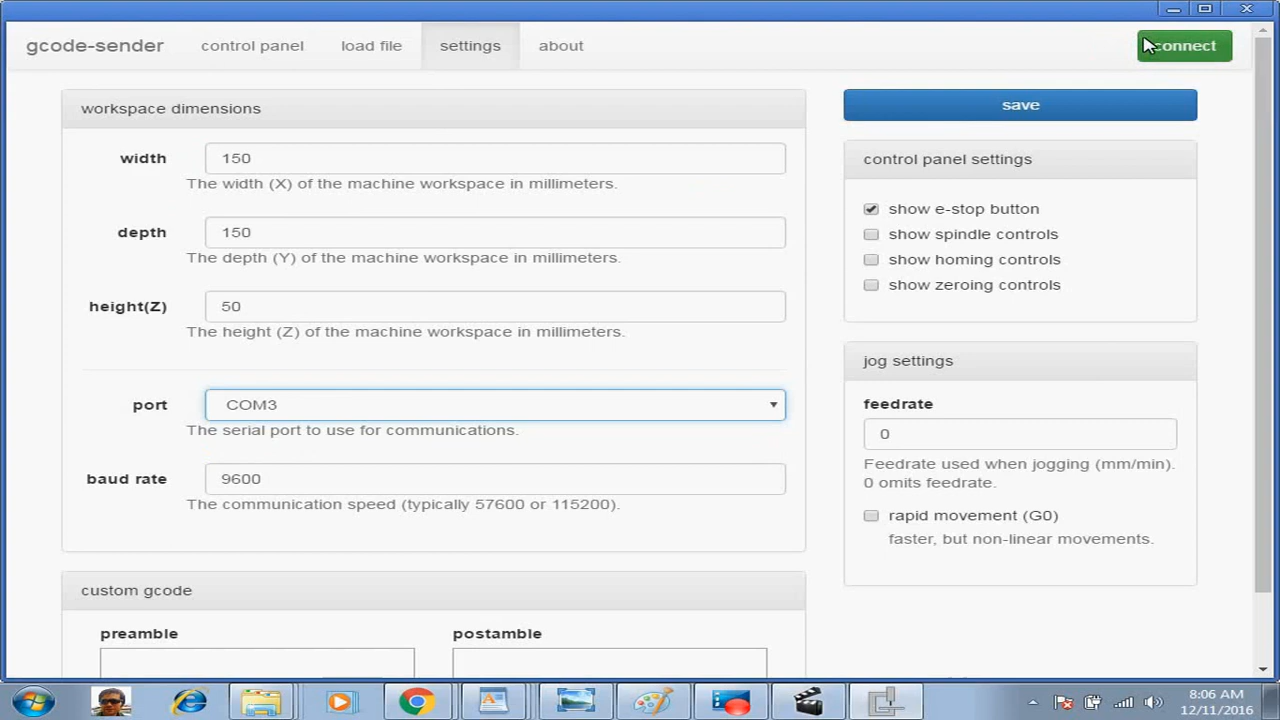 gcode-sender control panel load file settings about connect
workspace dimensions
width 150
The width (X) of the machine workspace in millimeters.
depth 150
The depth (Y) of the machine workspace in millimeters.
height(Z) 50
The height (Z) of the machine workspace in millimeters.
port COM3
The serial port to use for communications.
baud rate 9600
The communication speed (typically 57600 or 115200).
custom gcode
preamble postamble
save
control panel settings
show e-stop button
show spindle controls
show homing controls
show zeroing controls
jog settings
feedrate
0
Feedrate used when jogging (mm/min).
0 omits feedrate.
rapid movement (G0)
faster, but non-linear movements.
8:06 AM
12/11/2016